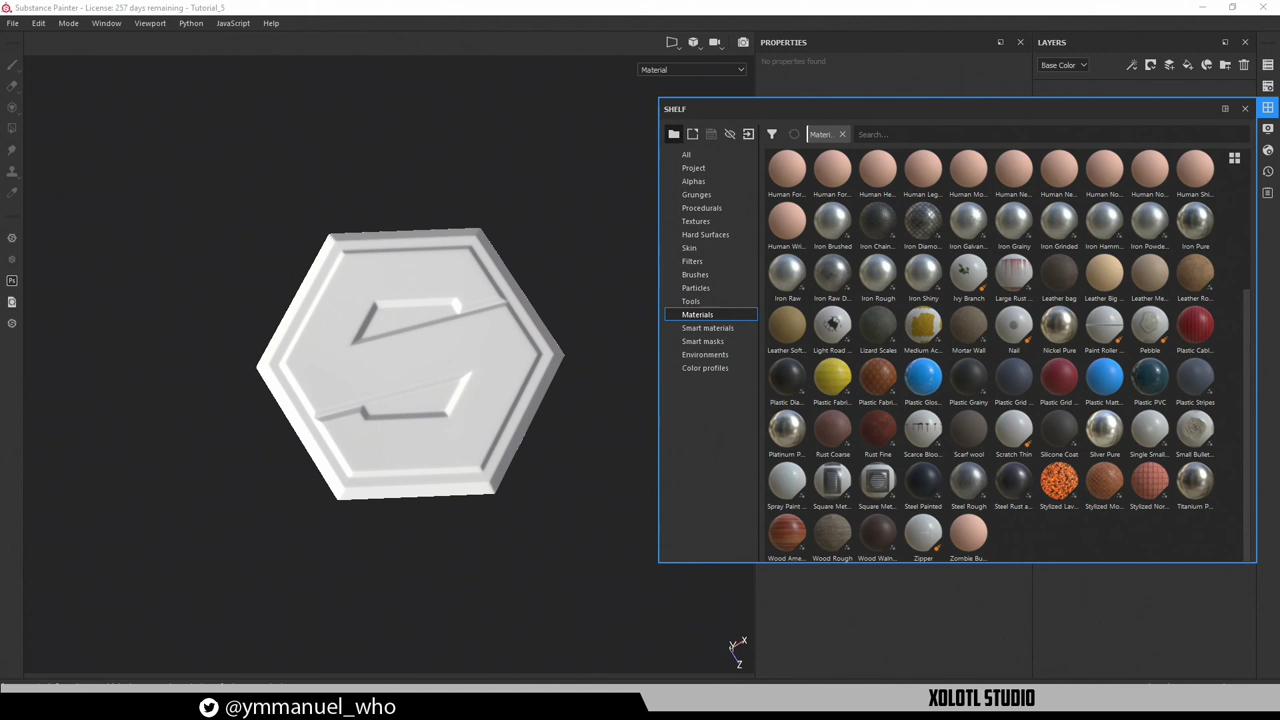 Substance Painter - License: 257 days remaining - Tutorial_5
File Edit Mode Window Viewport Python JavaScript Help
PROPERTIES
No properties found
LAYERS
Base Color
Material
SHELF
Materi...
Search...
All
Project
Alphas
Grunges
Procedurals
Textures
Hard Surfaces
Skin
Filters
Brushes
Particles
Tools
Materials
Smart materials
Smart masks
Environments
Color profiles
Human For... Human For... Human He... Human Leg... Human Mo... Human Ne... Human Ne... Human No... Human No... Human Shi...
Human Wri... Iron Brushed Iron Chain... Iron Diamo... Iron Galvan... Iron Grainy Iron Grinded Iron Hamm... Iron Powde... Iron Pure
Iron Raw Iron Raw D... Iron Rough Iron Shiny Ivy Branch Large Rust ... Leather bag Leather Big ... Leather Me... Leather Ro...
Leather Soft... Light Road ... Lizard Scales Medium Ac... Mortar Wall Nail Nickel Pure Paint Roller ... Pebble Plastic Cabl...
Plastic Dia... Plastic Fabri... Plastic Fabri... Plastic Glos... Plastic Grainy Plastic Grid ... Plastic Grid ... Plastic Matt... Plastic PVC Plastic Stripes
Platinum P... Rust Coarse Rust Fine Scarce Bloo... Scarf wool Scratch Thin Silicone Coat Silver Pure Single Small... Small Bullet...
Spray Paint ... Square Met... Square Met... Steel Painted Steel Rough Steel Rust a... Stylized Lav... Stylized Mo... Stylized Nor... Titanium P...
Wood Ame... Wood Rough Wood Waln... Zipper Zombie Bu...
Ps
Y X
Z
@ymmanuel_who
XOLOTL STUDIO